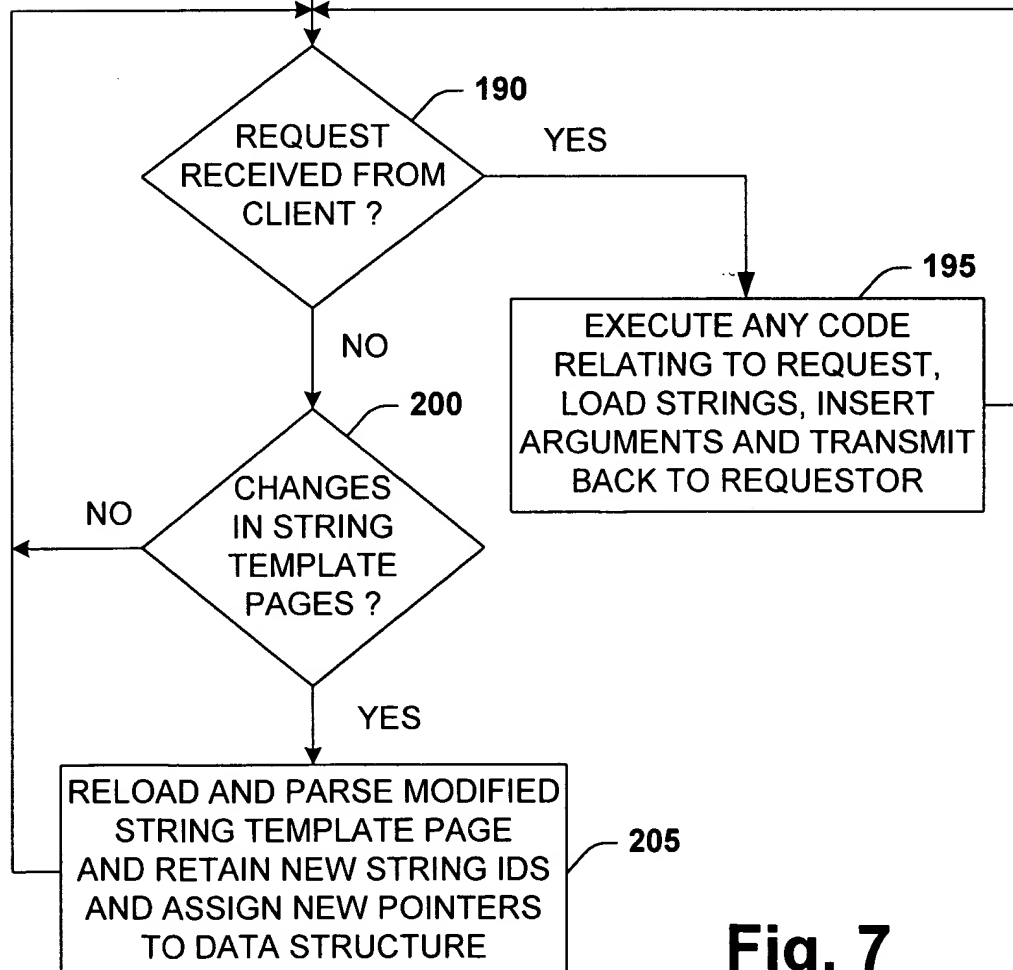 190
REQUEST
RECEIVED FROM
CLIENT ?
YES
195
EXECUTE ANY CODE
RELATING TO REQUEST,
LOAD STRINGS, INSERT
ARGUMENTS AND TRANSMIT
BACK TO REQUESTOR
NO
200
CHANGES
IN STRING
TEMPLATE
PAGES ?
NO
YES
RELOAD AND PARSE MODIFIED
STRING TEMPLATE PAGE
AND RETAIN NEW STRING IDS
AND ASSIGN NEW POINTERS
TO DATA STRUCTURE
205
Fig. 7